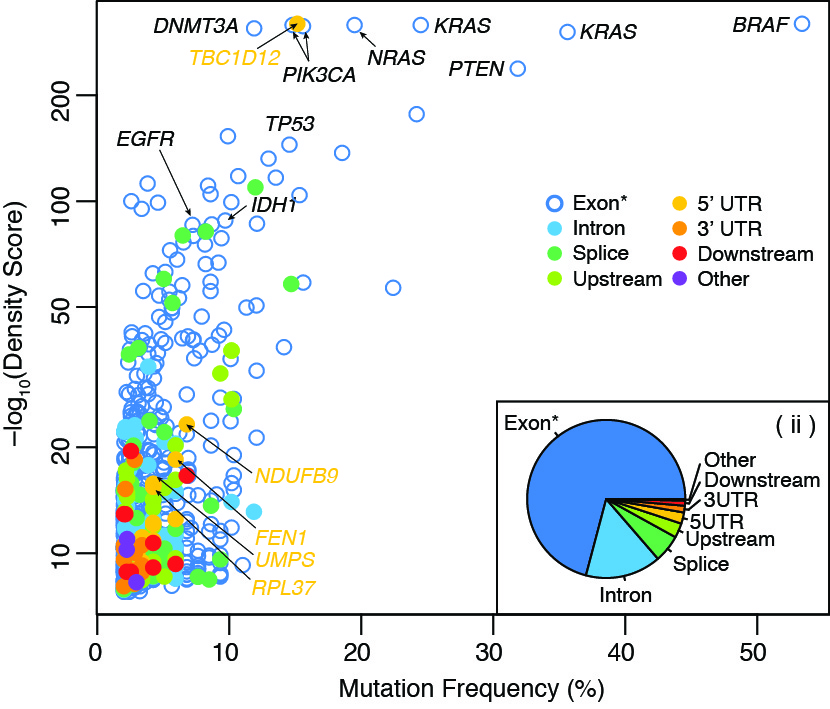 DNMT3A
KRAS
KRAS
BRAF
TBC1D12
PIK3CA
NRAS
PTEN
EGFR
TP53
IDH1
Exon*
5’ UTR
Intron
3’ UTR
Splice
Downstream
Upstream
Other
NDUFB9
FEN1
UMPS
RPL37
( ii )
Exon*
Other
Downstream
3UTR
5UTR
Upstream
Splice
Intron
200
100
50
20
10
−log10(Density Score)
0
10
20
30
40
50
Mutation Frequency (%)